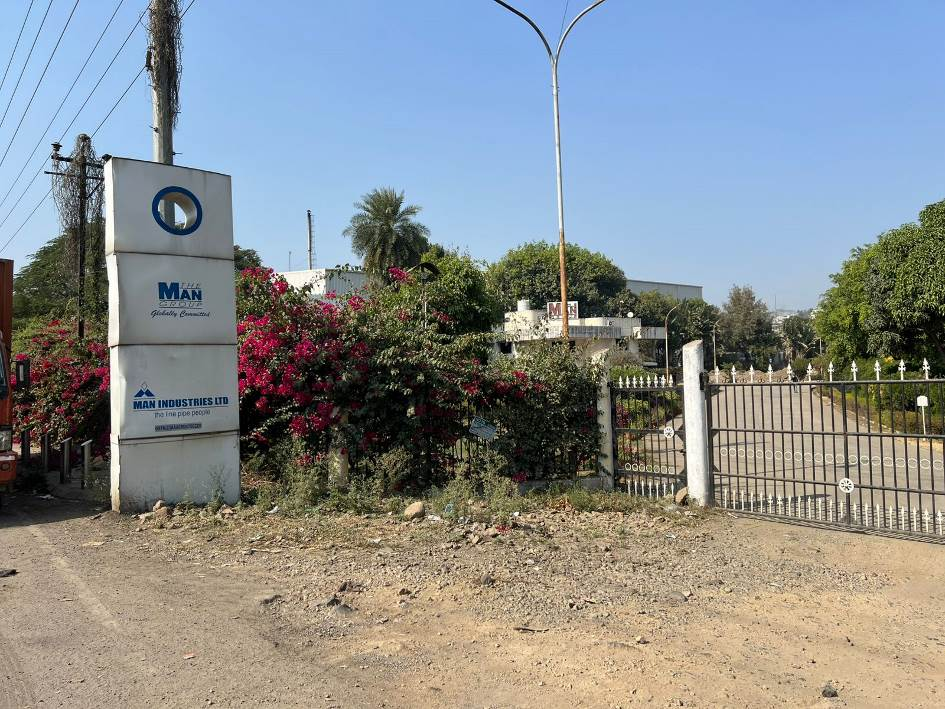 THE
MAN
GROUP
Globally Committed
MAN INDUSTRIES LTD
the line pipe people
MAN